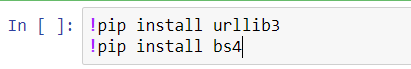 In [ ]: !pip install urllib3
!pip install bs4